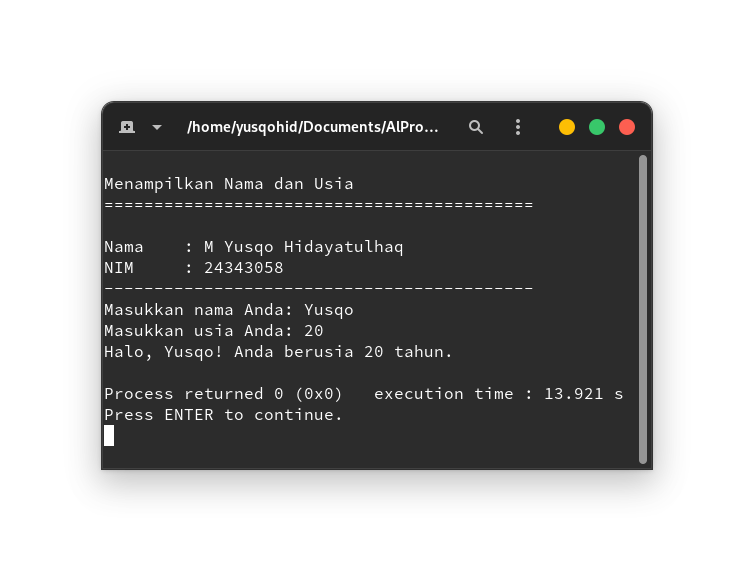 /home/yusqohid/Documents/AlPro...
Menampilkan Nama dan Usia
===========================================
Nama    : M Yusqo Hidayatulhaq
NIM     : 24343058
-------------------------------------------
Masukkan nama Anda: Yusqo
Masukkan usia Anda: 20
Halo, Yusqo! Anda berusia 20 tahun.
Process returned 0 (0x0)   execution time : 13.921 s
Press ENTER to continue.